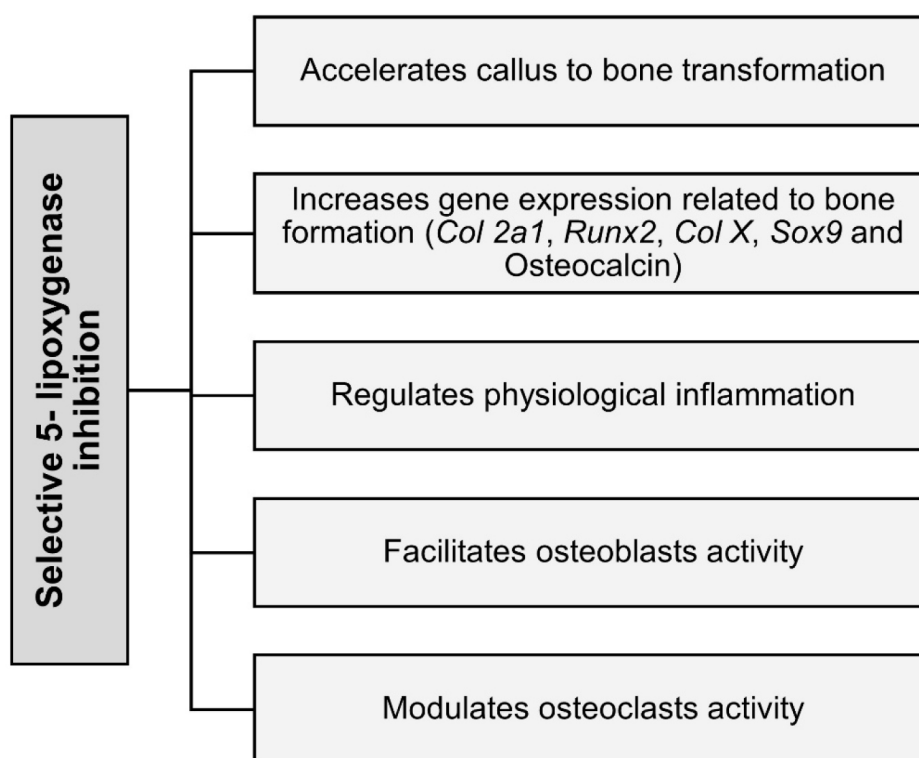 Selective 5- lipoxygenase
inhibition
Accelerates callus to bone transformation
Increases gene expression related to bone
formation (Col 2a1, Runx2, Col X, Sox9 and
Osteocalcin)
Regulates physiological inflammation
Facilitates osteoblasts activity
Modulates osteoclasts activity